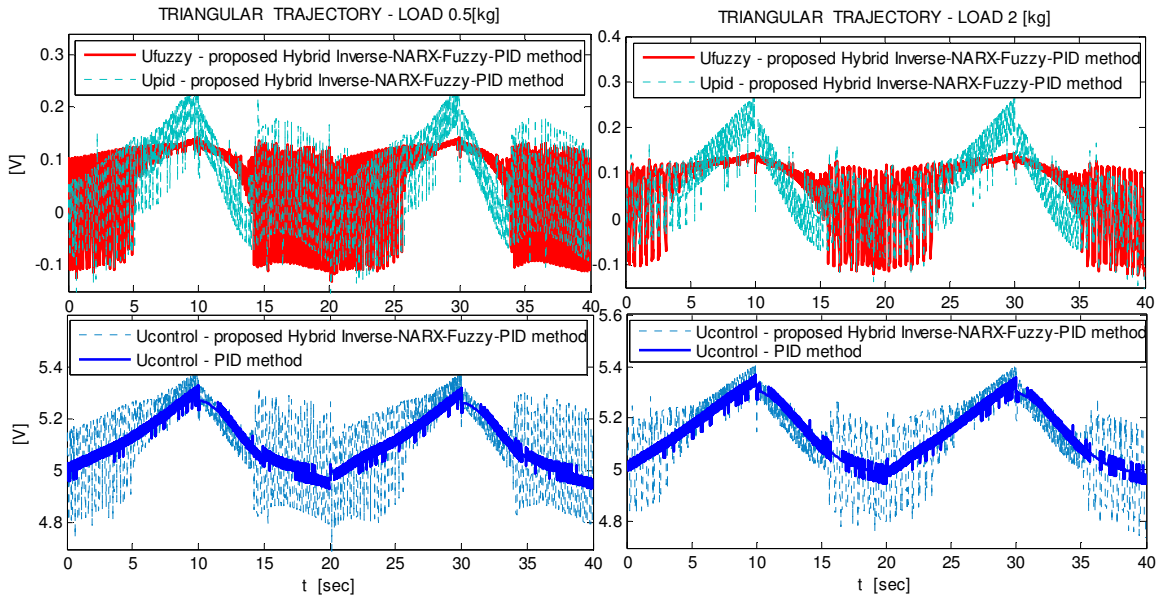 TRIANGULAR TRAJECTORY - LOAD 0.5[kg]
0.3
0.2
0.1
0
-0.1
[V]
Ufuzzy - proposed Hybrid Inverse-NARX-Fuzzy-PID method
Upid - proposed Hybrid Inverse-NARX-Fuzzy-PID method
0 5 10 15 20 25 30 35 40
TRIANGULAR TRAJECTORY - LOAD 2 [kg]
0.4
0.3
0.2
0.1
0
-0.1
Ufuzzy - proposed Hybrid Inverse-NARX-Fuzzy-PID method
Upid - proposed Hybrid Inverse-NARX-Fuzzy-PID method
0 5 10 15 20 25 30 35 40
5.4
5.2
5
4.8
[V]
Ucontrol - proposed Hybrid Inverse-NARX-Fuzzy-PID method
Ucontrol - PID method
0 5 10 15 20 25 30 35 40
t [sec]
5.6
5.4
5.2
5
4.8
Ucontrol - proposed Hybrid Inverse-NARX-Fuzzy-PID method
Ucontrol - PID method
0 5 10 15 20 25 30 35 40
t [sec]